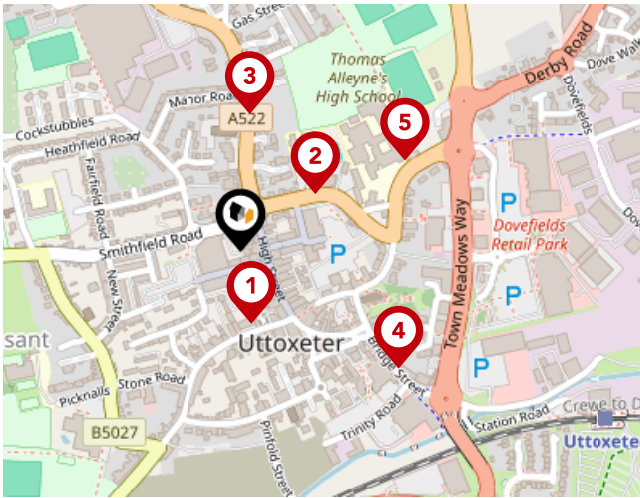 Gas Street
Thomas
Alleyne's
High School
Derby Road
Dove Walk
3
Manor Road
A522
Dovefields
Cockstubbles
Heathfield Road
5
2
Fairfield Road
P
Smithfield Road
Dovefields
Retail Park
High Street
P
New Street
1
Town Meadows Way
P
sant
Uttoxeter
4
Bridge Street
P
Picknalls
Stone Road
B5027
Trinity Road
Pinfold Street
Station Road
Crewe to D
Uttoxete